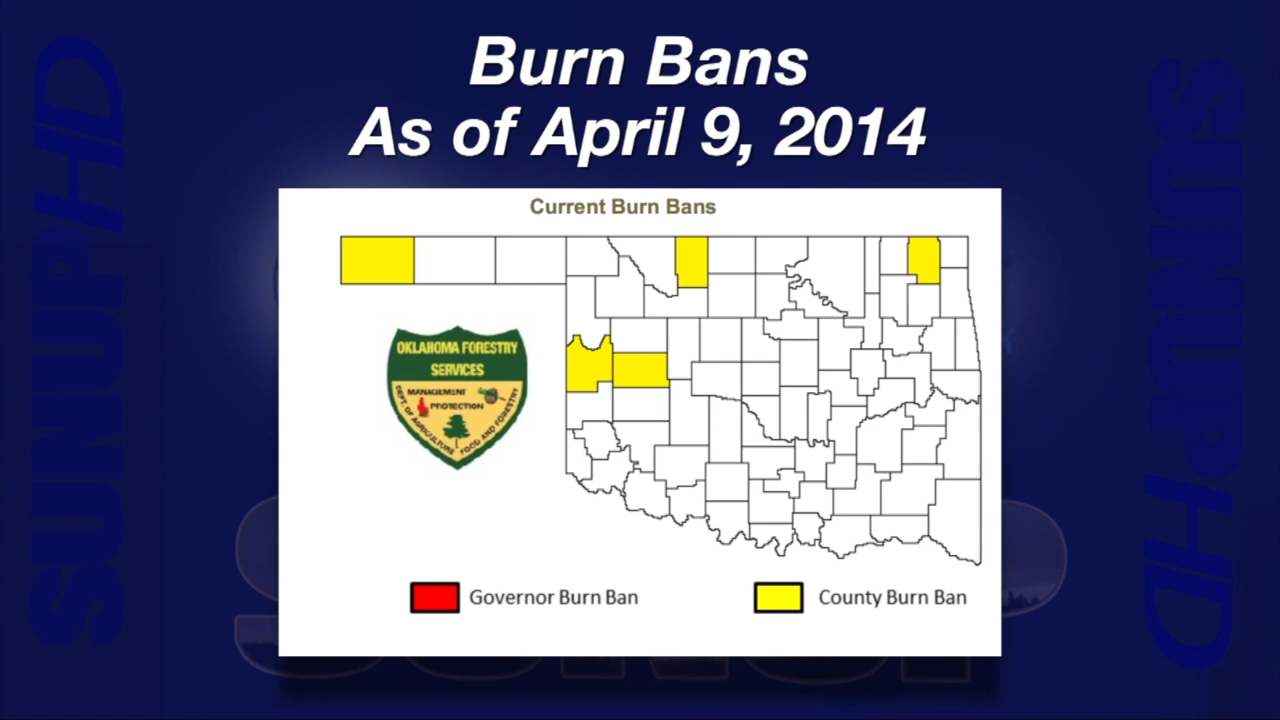 Burn Bans
As of April 9, 2014
Current Burn Bans
OKLAHOMA FORESTRY
SERVICES
MANAGEMENT
PROTECTION
DEPT. OF AGRICULTURE FOOD AND FORESTRY
Governor Burn Ban
County Burn Ban
SUNUPHD
SUNUPHD